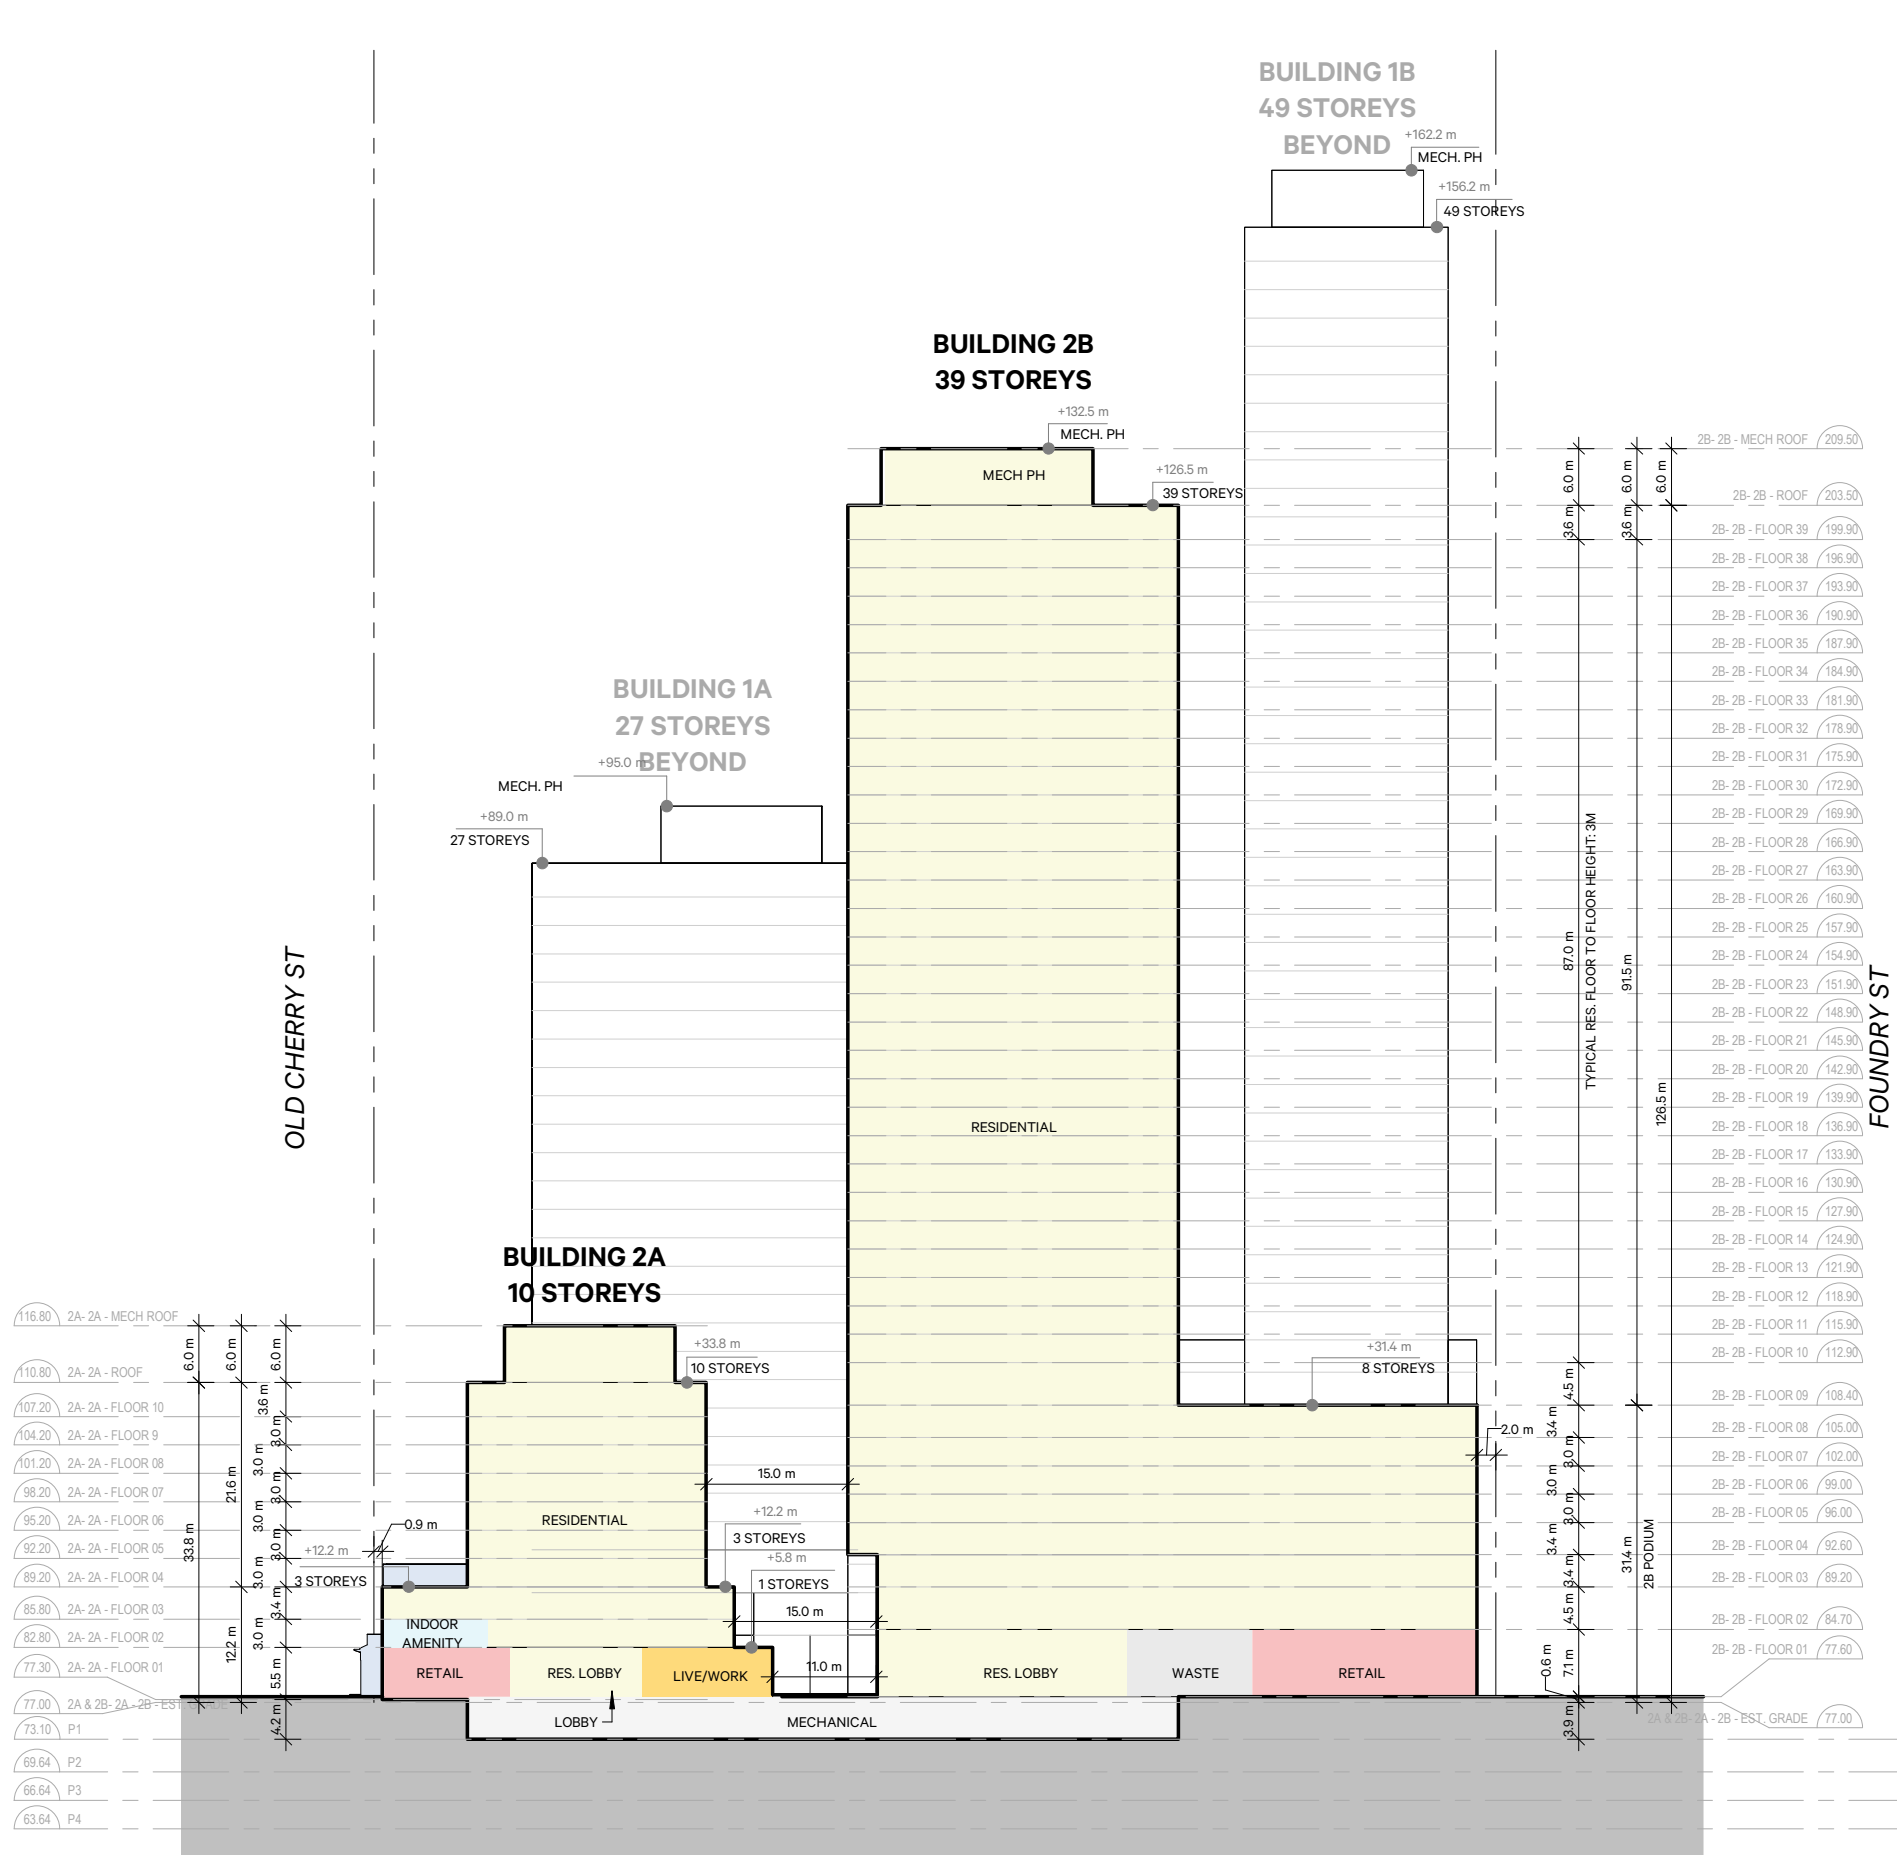 BUILDING 1B
49 STOREYS
BEYOND
+162.2 m
MECH. PH
+156.2 m
49 STOREYS
BUILDING 2B
39 STOREYS
+132.5 m
MECH. PH
MECH PH
+126.5 m
39 STOREYS
BUILDING 1A
27 STOREYS
BEYOND
+95.0 m
MECH. PH
+89.0 m
27 STOREYS
OLD CHERRY ST
FOUNDRY ST
RESIDENTIAL
BUILDING 2A
10 STOREYS
+33.8 m
10 STOREYS
+31.4 m
8 STOREYS
2.0 m
15.0 m
RESIDENTIAL
0.9 m
+12.2 m
3 STOREYS
+12.2 m
3 STOREYS
+5.8 m
1 STOREYS
15.0 m
11.0 m
INDOOR
AMENITY
RETAIL
RES. LOBBY
LIVE/WORK
RES. LOBBY
WASTE
RETAIL
LOBBY
MECHANICAL
116.80 2A- 2A - MECH ROOF
110.80 2A- 2A - ROOF
107.20 2A- 2A - FLOOR 10
104.20 2A- 2A - FLOOR 9
101.20 2A- 2A - FLOOR 08
98.20 2A- 2A - FLOOR 07
95.20 2A- 2A - FLOOR 06
92.20 2A- 2A - FLOOR 05
89.20 2A- 2A - FLOOR 04
85.80 2A- 2A - FLOOR 03
82.80 2A- 2A - FLOOR 02
77.30 2A- 2A - FLOOR 01
77.00 2A & 2B- 2A - 2B - EST. GRADE
73.10 P1
69.64 P2
66.64 P3
63.64 P4
6.0 m
33.8 m
6.0 m
21.6 m
12.2 m
6.0 m
3.6 m
3.0 m
3.0 m
3.0 m
3.0 m
3.0 m
3.0 m
3.4 m
3.0 m
5.5 m
4.2 m
2B- 2B - MECH ROOF 209.50
2B- 2B - ROOF 203.50
2B- 2B - FLOOR 39 199.90
2B- 2B - FLOOR 38 196.90
2B- 2B - FLOOR 37 193.90
2B- 2B - FLOOR 36 190.90
2B- 2B - FLOOR 35 187.90
2B- 2B - FLOOR 34 184.90
2B- 2B - FLOOR 33 181.90
2B- 2B - FLOOR 32 178.90
2B- 2B - FLOOR 31 175.90
2B- 2B - FLOOR 30 172.90
2B- 2B - FLOOR 29 169.90
2B- 2B - FLOOR 28 166.90
2B- 2B - FLOOR 27 163.90
2B- 2B - FLOOR 26 160.90
2B- 2B - FLOOR 25 157.90
2B- 2B - FLOOR 24 154.90
2B- 2B - FLOOR 23 151.90
2B- 2B - FLOOR 22 148.90
2B- 2B - FLOOR 21 145.90
2B- 2B - FLOOR 20 142.90
2B- 2B - FLOOR 19 139.90
2B- 2B - FLOOR 18 136.90
2B- 2B - FLOOR 17 133.90
2B- 2B - FLOOR 16 130.90
2B- 2B - FLOOR 15 127.90
2B- 2B - FLOOR 14 124.90
2B- 2B - FLOOR 13 121.90
2B- 2B - FLOOR 12 118.90
2B- 2B - FLOOR 11 115.90
2B- 2B - FLOOR 10 112.90
2B- 2B - FLOOR 09 108.40
2B- 2B - FLOOR 08 105.00
2B- 2B - FLOOR 07 102.00
2B- 2B - FLOOR 06 99.00
2B- 2B - FLOOR 05 96.00
2B- 2B - FLOOR 04 92.60
2B- 2B - FLOOR 03 89.20
2B- 2B - FLOOR 02 84.70
2B- 2B - FLOOR 01 77.60
2A & 2B- 2A - 2B - EST. GRADE 77.00
6.0 m
3.6 m
87.0 m
TYPICAL RES. FLOOR TO FLOOR HEIGHT: 3M
4.5 m
3.4 m
3.0 m
3.0 m
3.0 m
3.4 m
3.4 m
4.5 m
7.1 m
0.6 m
3.9 m
6.0 m
3.6 m
91.5 m
31.4 m
2B PODIUM
6.0 m
126.5 m